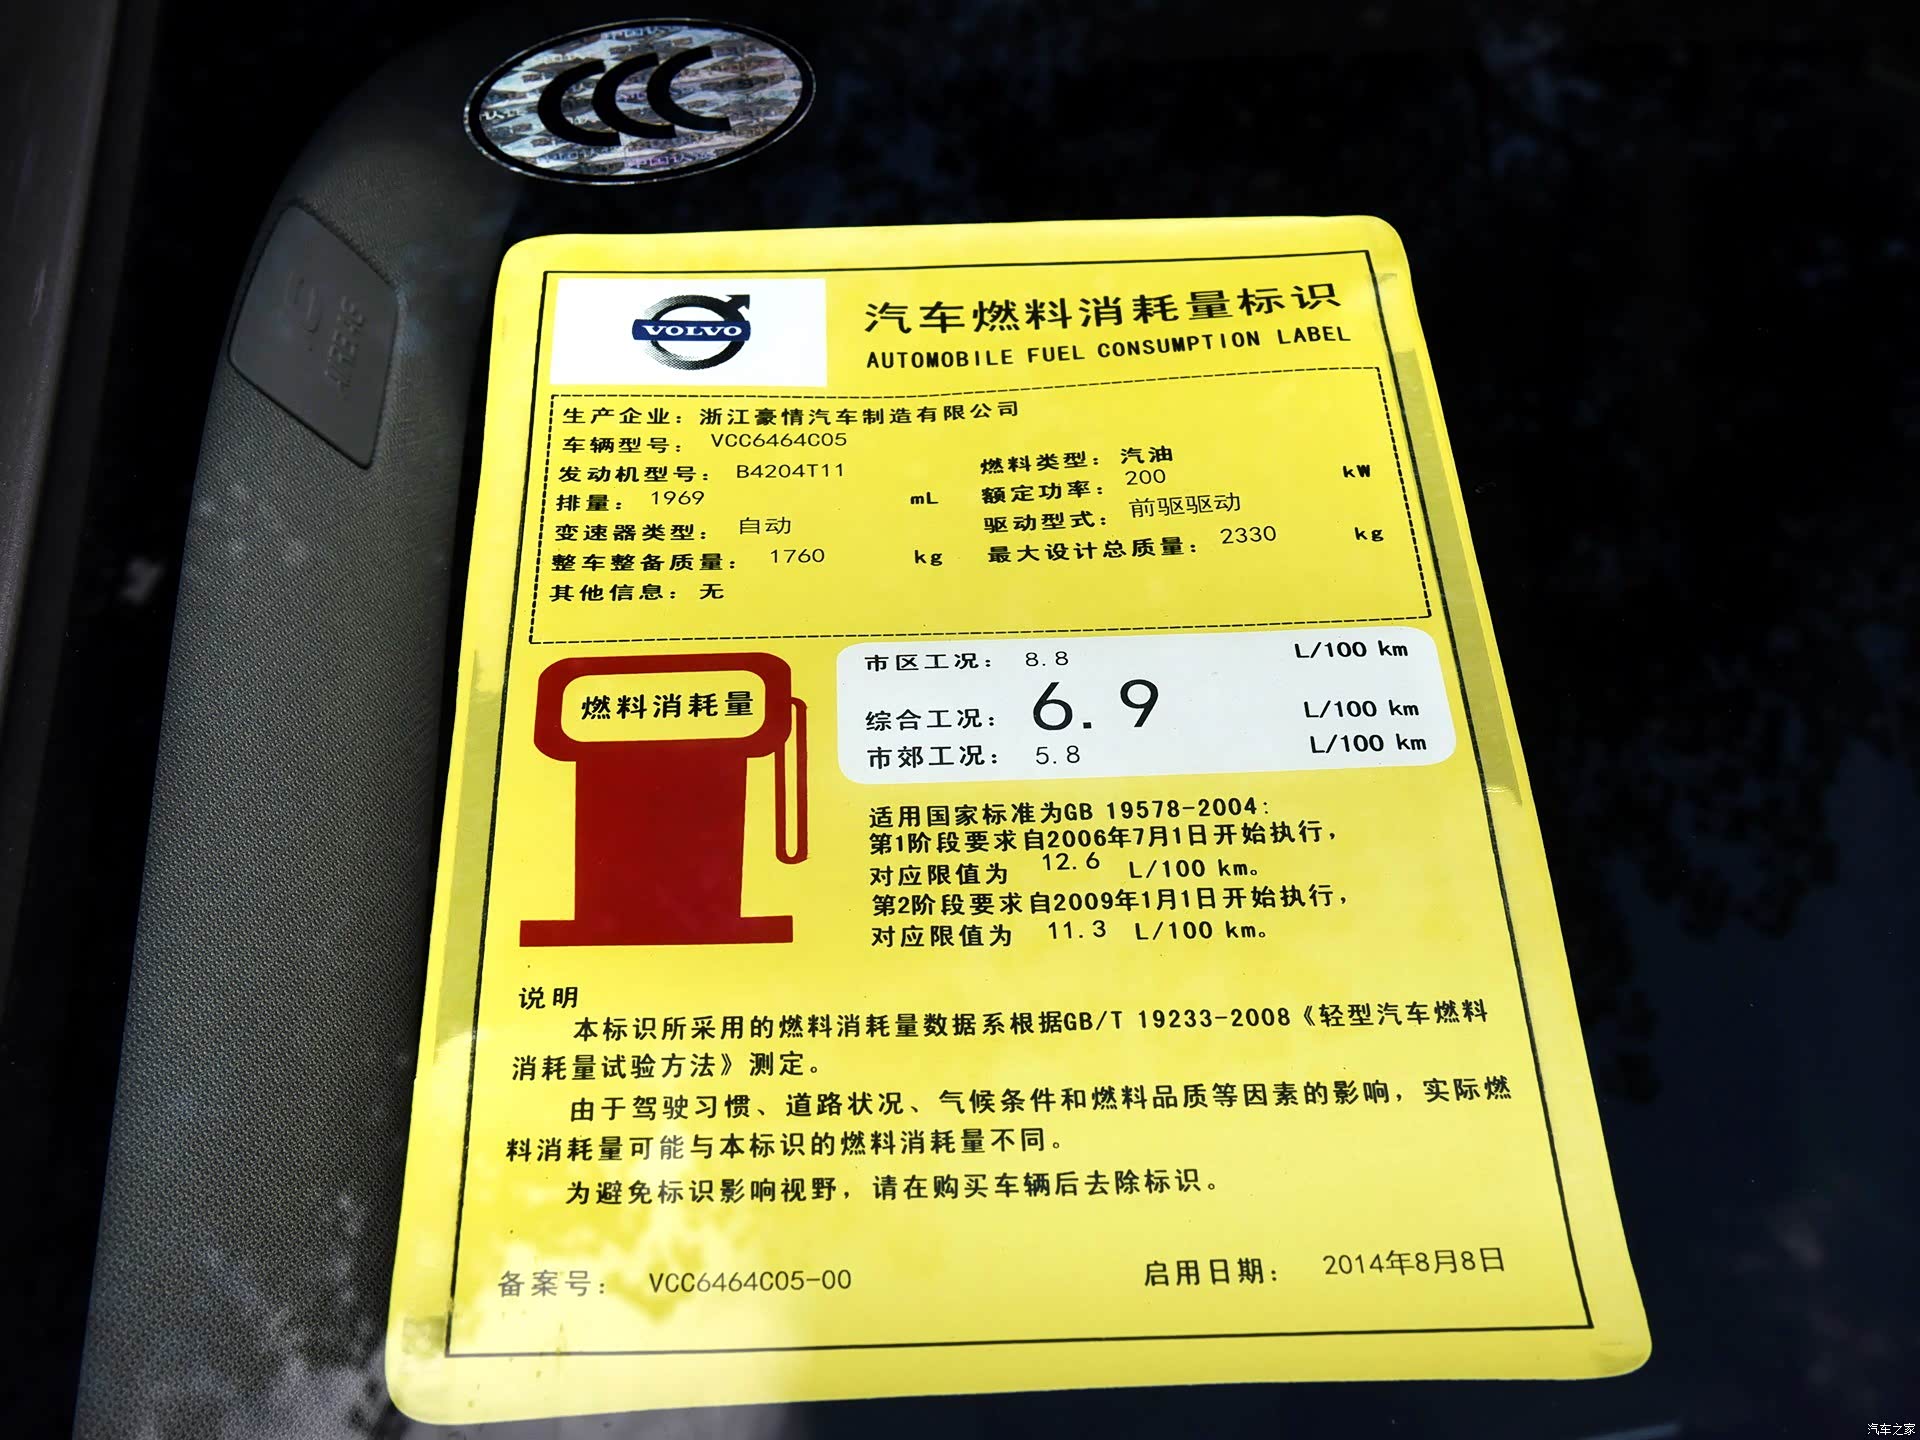 CCC
VOLVO
汽车燃料消耗量标识
AUTOMOBILE FUEL CONSUMPTION LABEL
生产企业：浙江豪情汽车制造有限公司
车辆型号：VCC6464C05
发动机型号：B4204T11 燃料类型：汽油
排量：1969 mL 额定功率：200 kW
变速器类型：自动 驱动型式：前驱驱动
整车整备质量：1760 kg 最大设计总质量：2330 kg
其他信息：无
燃料消耗量
市区工况：8.8 L/100 km
综合工况：6.9 L/100 km
市郊工况：5.8 L/100 km
适用国家标准为GB 19578-2004:
第1阶段要求自2006年7月1日开始执行，
对应限值为 12.6 L/100 km。
第2阶段要求自2009年1月1日开始执行，
对应限值为 11.3 L/100 km。
说明
本标识所采用的燃料消耗量数据系根据GB/T 19233-2008《轻型汽车燃料
消耗量试验方法》测定。
由于驾驶习惯、道路状况、气候条件和燃料品质等因素的影响，实际燃
料消耗量可能与本标识的燃料消耗量不同。
为避免标识影响视野，请在购买车辆后去除标识。
备案号：VCC6464C05-00 启用日期：2014年8月8日
汽车之家